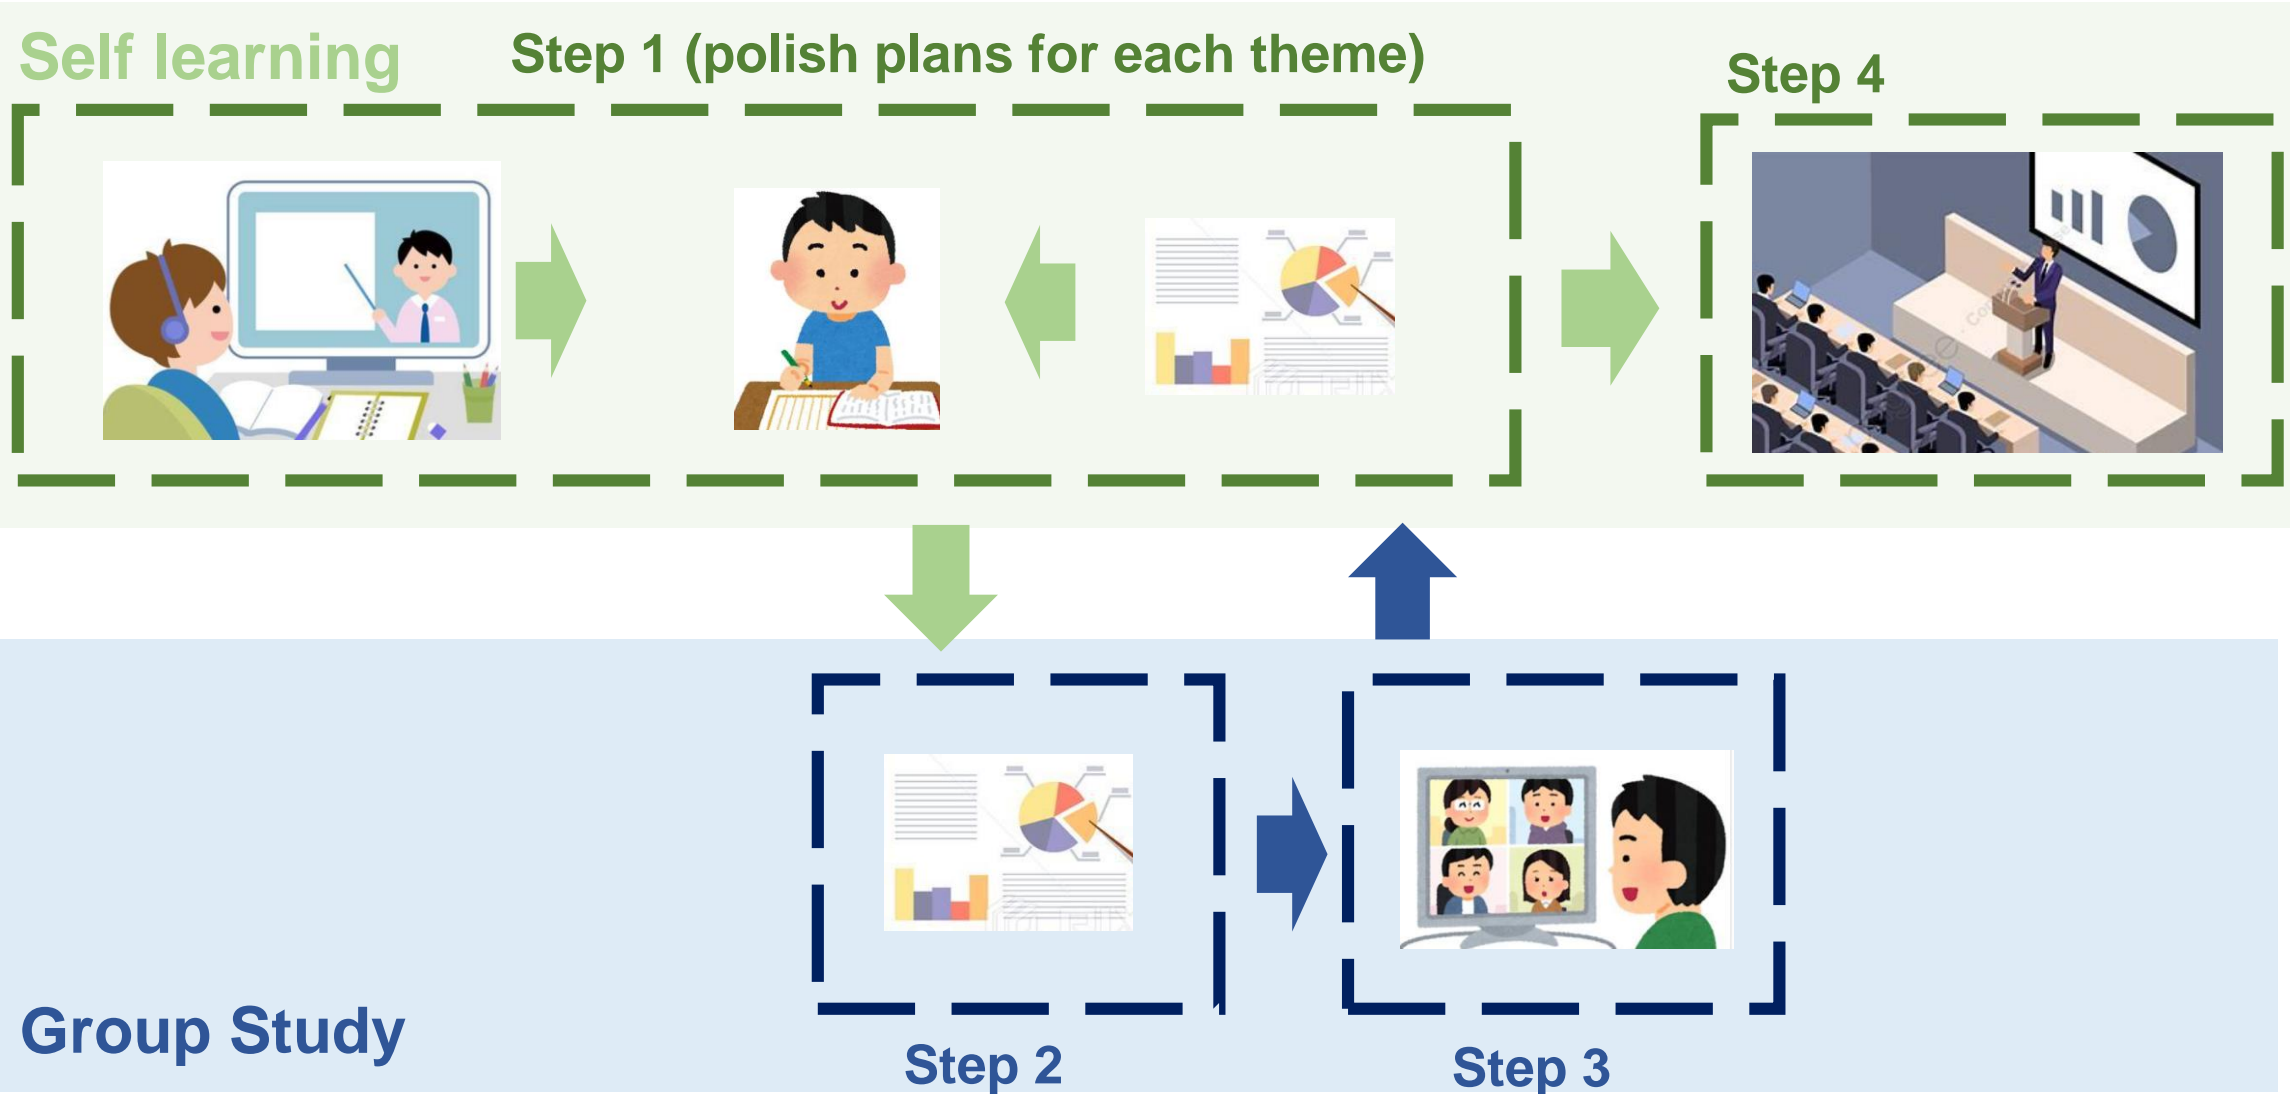 Self learning
Step 1 (polish plans for each theme)
Step 4
Group Study
Step 2
Step 3